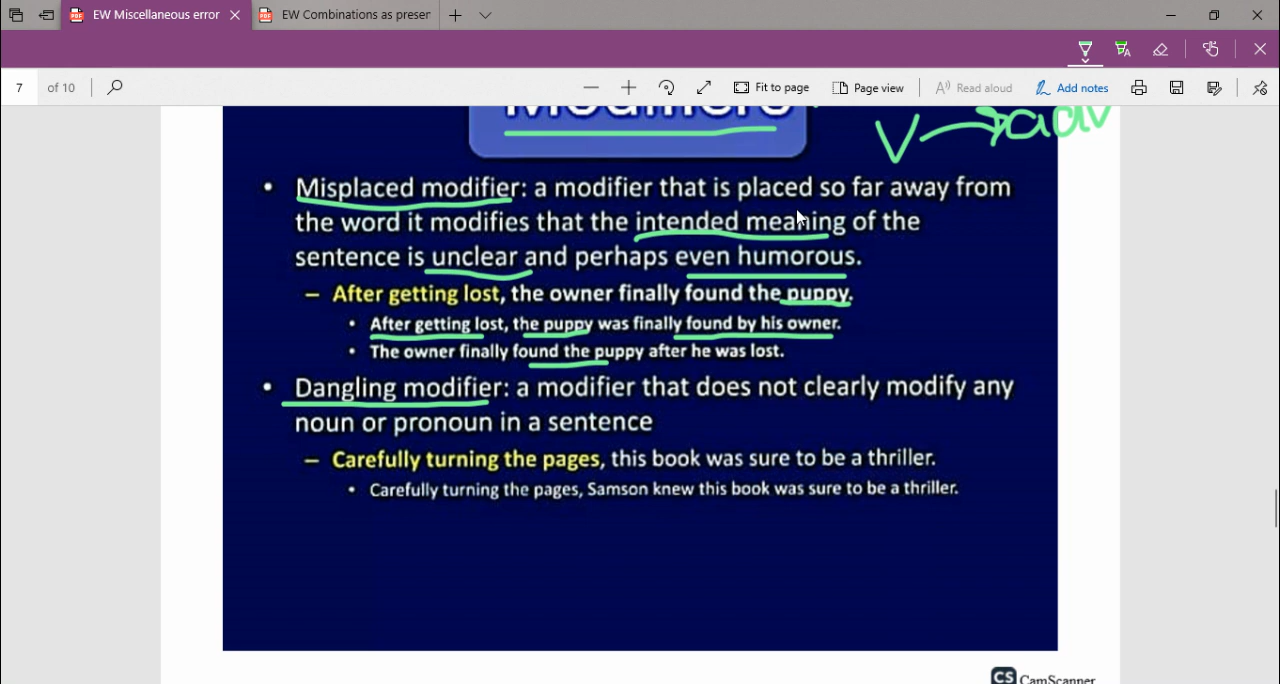 EW Miscellaneous error
EW Combinations as presen
7 of 10
Fit to page
Page view
Read aloud
Add notes
Modifiers
V → adv
• Misplaced modifier: a modifier that is placed so far away from
the word it modifies that the intended meaning of the
sentence is unclear and perhaps even humorous.
– After getting lost, the owner finally found the puppy.
• After getting lost, the puppy was finally found by his owner.
• The owner finally found the puppy after he was lost.
• Dangling modifier: a modifier that does not clearly modify any
noun or pronoun in a sentence
– Carefully turning the pages, this book was sure to be a thriller.
• Carefully turning the pages, Samson knew this book was sure to be a thriller.
CS CamScanner